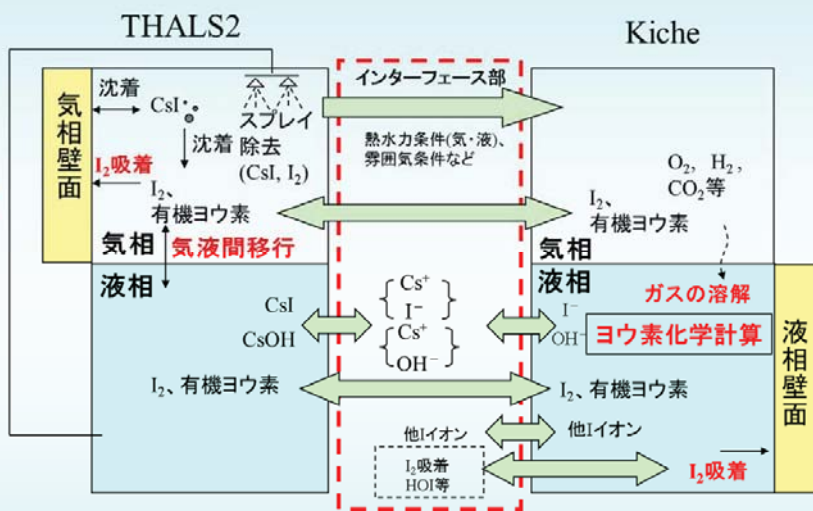 THALS2
Kiche
気相壁面
沈着
CsI
沈着
スプレイ
除去
(CsI, I₂)
I₂吸着
I₂、
有機ヨウ素
気相
気液間移行
液相
CsI
CsOH
I₂、有機ヨウ素
インターフェース部
熱水力条件(気・液)、
雰囲気条件など
Cs⁺
I⁻
Cs⁺
OH⁻
他Iイオン
I₂吸着
HOI等
O₂, H₂,
CO₂等
I₂、
有機ヨウ素
気相
液相
ガスの溶解
I⁻
OH⁻
ヨウ素化学計算
I₂、有機ヨウ素
他Iイオン
I₂吸着
液相壁面